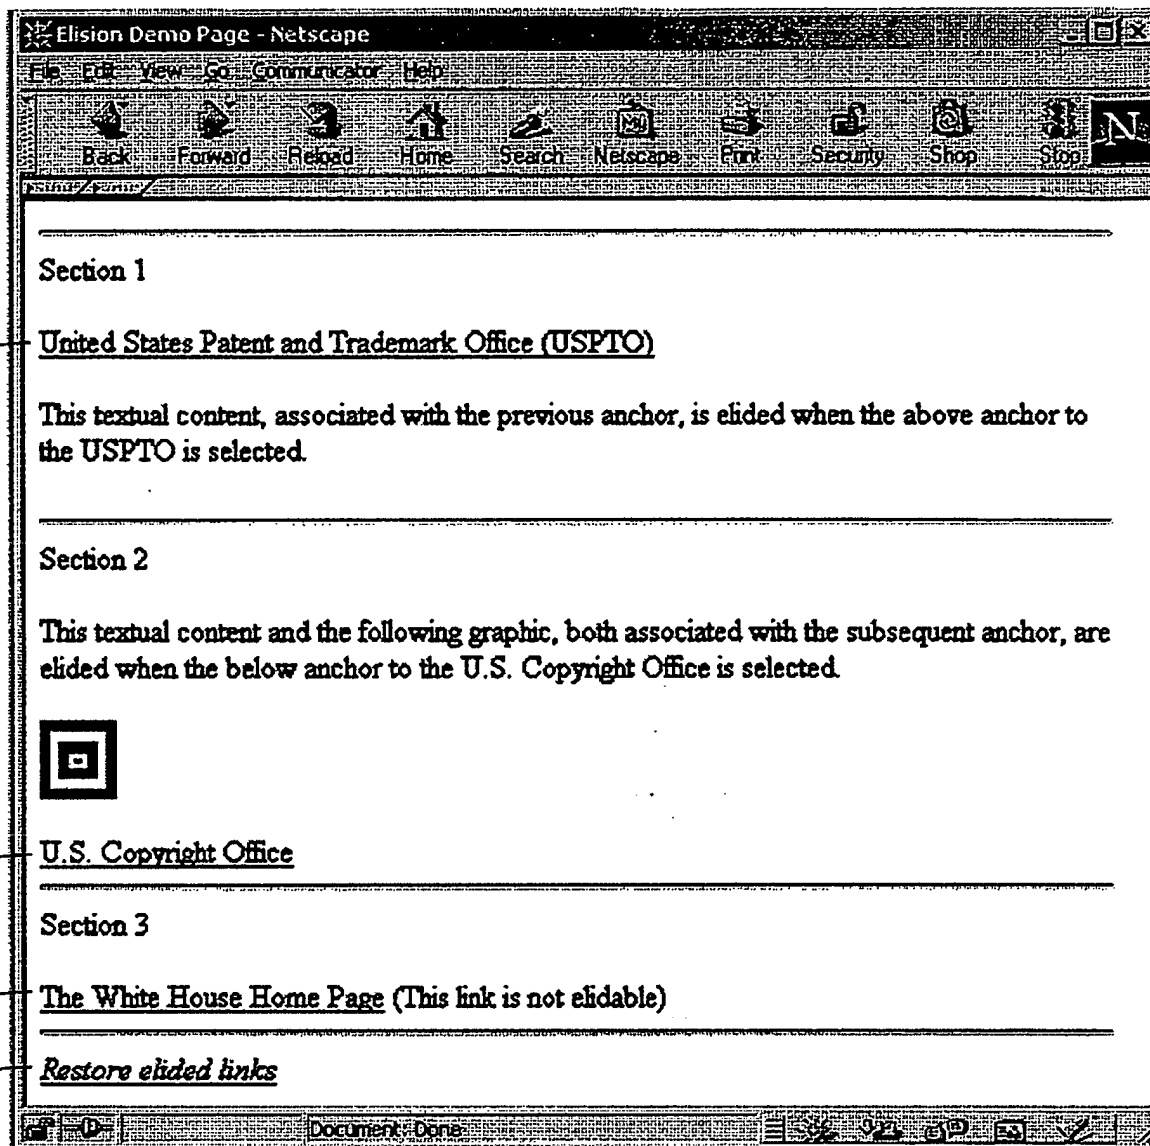 Elision Demo Page - Netscape
File Edit View Go Communicator Help
Back Forward Reload Home Search Netscape Print Security Shop Stop
My
N
Section 1
United States Patent and Trademark Office (USPTO)
This textual content, associated with the previous anchor, is elided when the above anchor to
the USPTO is selected.
Section 2
This textual content and the following graphic, both associated with the subsequent anchor, are
elided when the below anchor to the U.S. Copyright Office is selected.
U.S. Copyright Office
Section 3
The White House Home Page (This link is not elidable)
Restore elided links
Document: Done